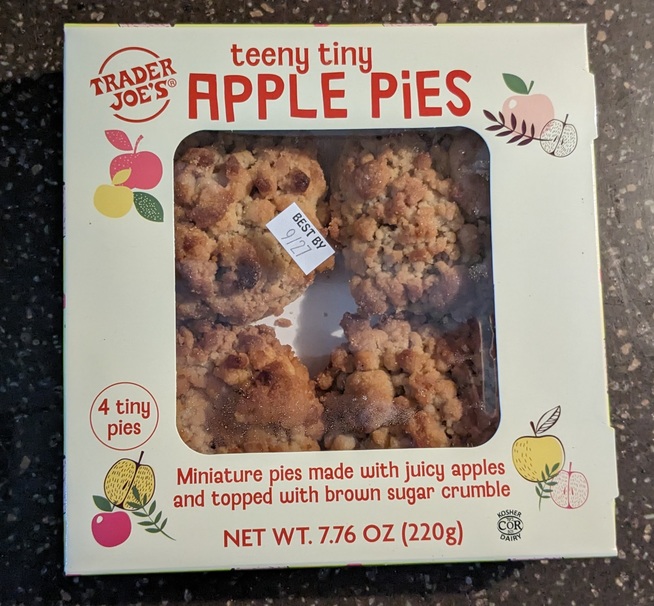 TRADER
JOE'S®
teeny tiny
APPLE PiES
BEST BY
9/27
4 tiny
pies
Miniature pies made with juicy apples
and topped with brown sugar crumble
NET WT. 7.76 OZ (220g)
KOSHER
COR
DAIRY